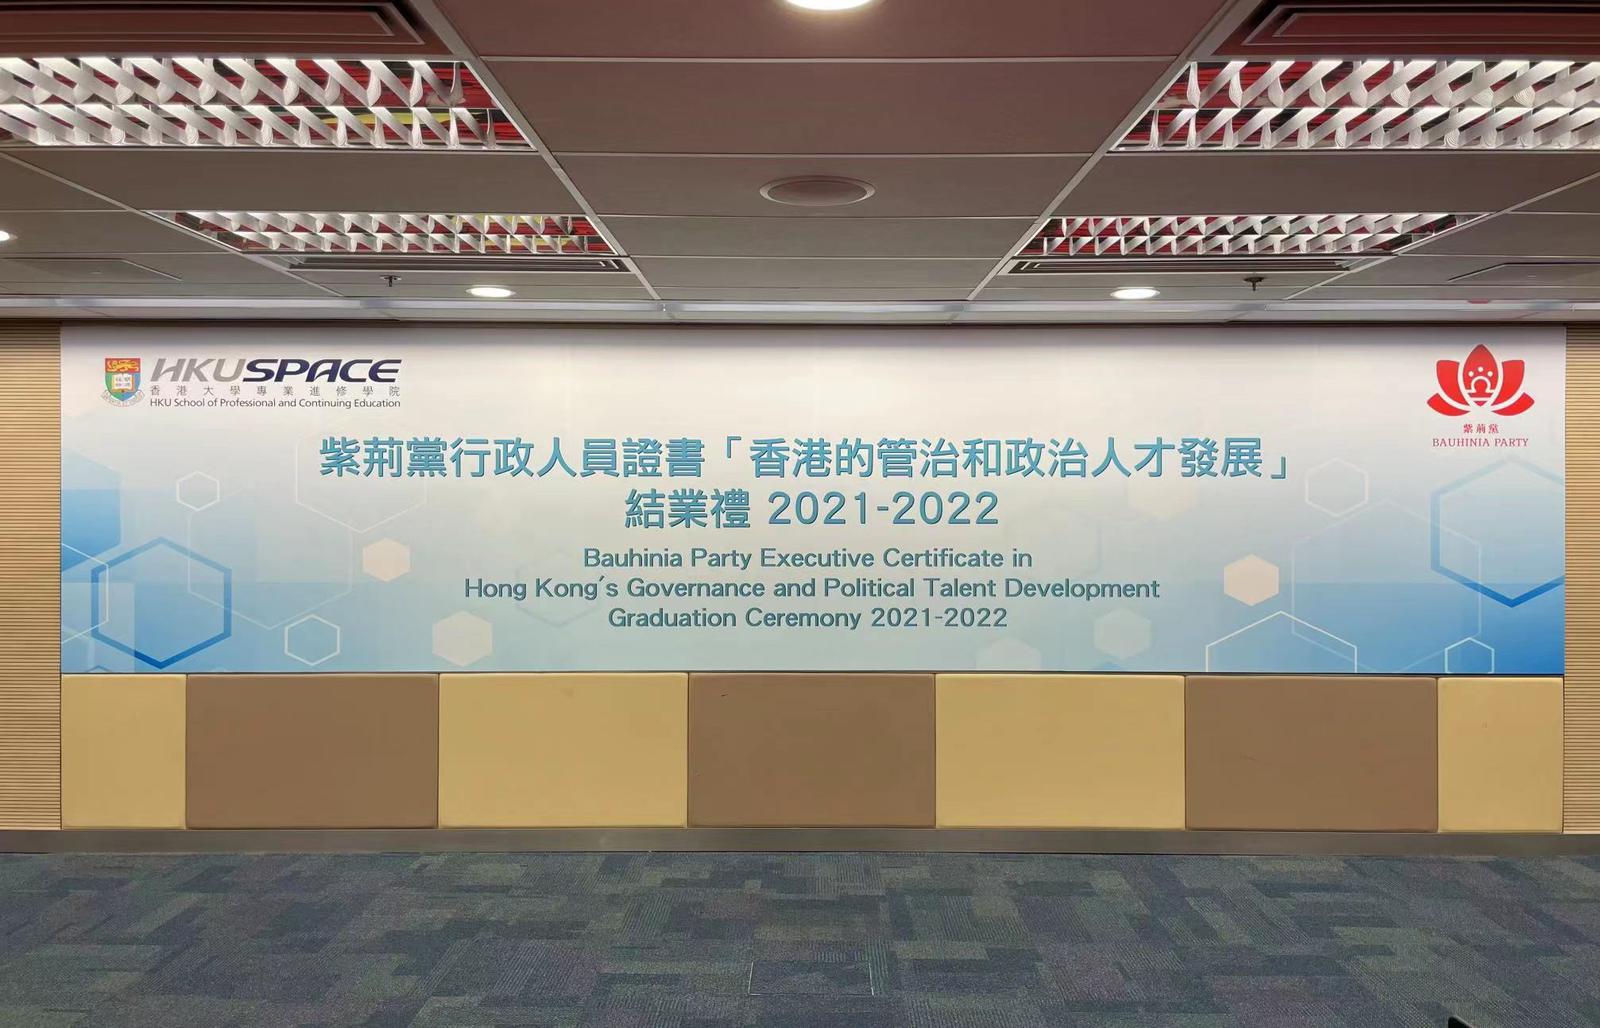 HKUSPACE
香港大學專業進修學院
HKU School of Professional and Continuing Education
紫荊黨
BAUHINIA PARTY
紫荊黨行政人員證書「香港的管治和政治人才發展」
結業禮 2021-2022
Bauhinia Party Executive Certificate in
Hong Kong's Governance and Political Talent Development
Graduation Ceremony 2021-2022